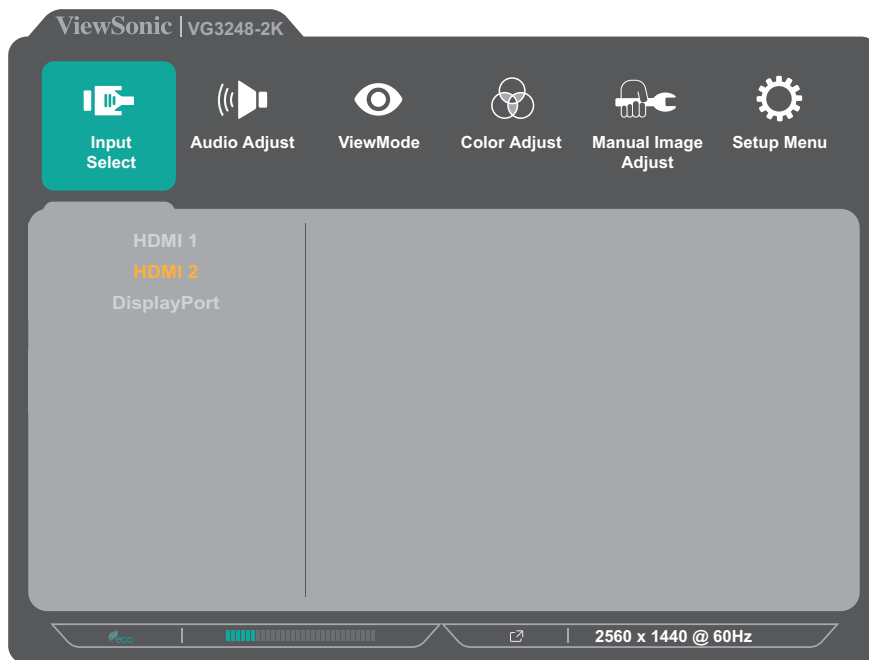 ViewSonic | VG3248-2K
Input
Select
Audio Adjust
ViewMode
Color Adjust
Manual Image
Adjust
Setup Menu
HDMI 1
HDMI 2
DisplayPort
eco
2560 x 1440 @ 60Hz